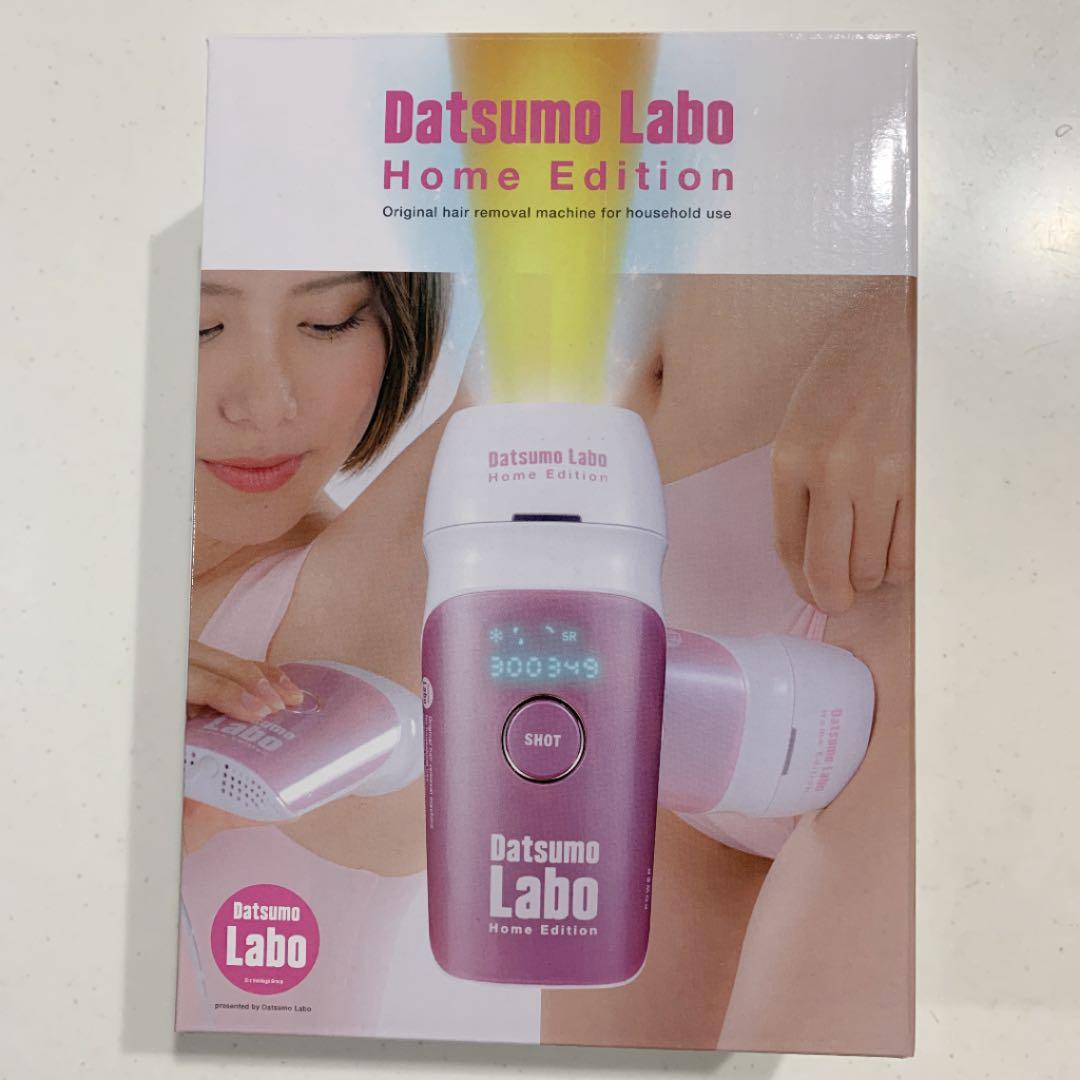 Datsumo Labo
Home Edition
Original hair removal machine for household use
Datsumo Labo
Home Edition
SR
300349
SHOT
Datsumo
Labo
Home Edition
Datsumo
Labo
Datsumo Labo
Home Edition
Datsumo
Labo
presented by Datsumo Labo